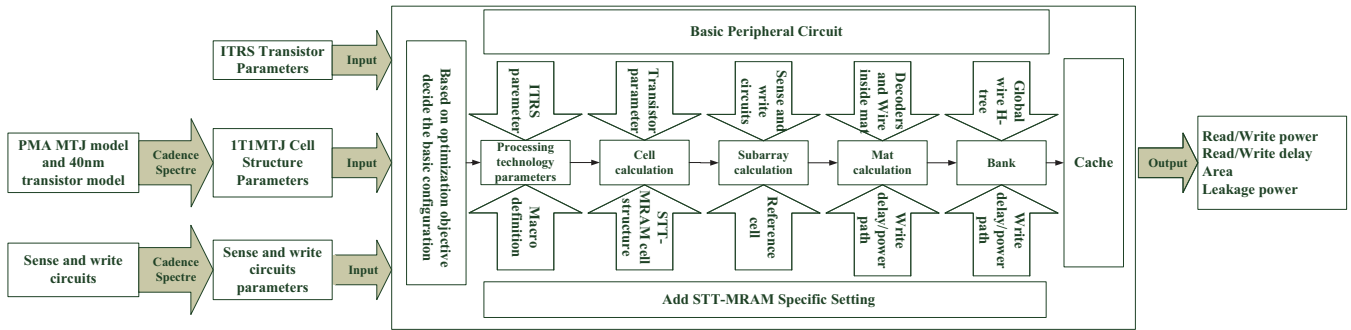 ITRS Transistor
Parameters
Input
PMA MTJ model
and 40nm
transistor model
Cadence
Spectre
1T1MTJ Cell
Structure
Parameters
Input
Sense and write
circuits
Cadence
Spectre
Sense and write
circuits
parameters
Input
Based on optimization objective
decide the basic configuration
Basic Peripheral Circuit
ITRS
paremeter
Transistor
parameter
Sense and
write
circuits
Decoders
and Wire
inside mat
Global
wire H-
tree
Processing
technology
parameters
Cell
calculation
Subarray
calculation
Mat
calculation
Bank
Macro
definition
STT-
MRAM cell
structure
Reference
cell
Write
delay/power
path
Write
delay/power
path
Add STT-MRAM Specific Setting
Cache
Output
Read/Write power
Read/Write delay
Area
Leakage power